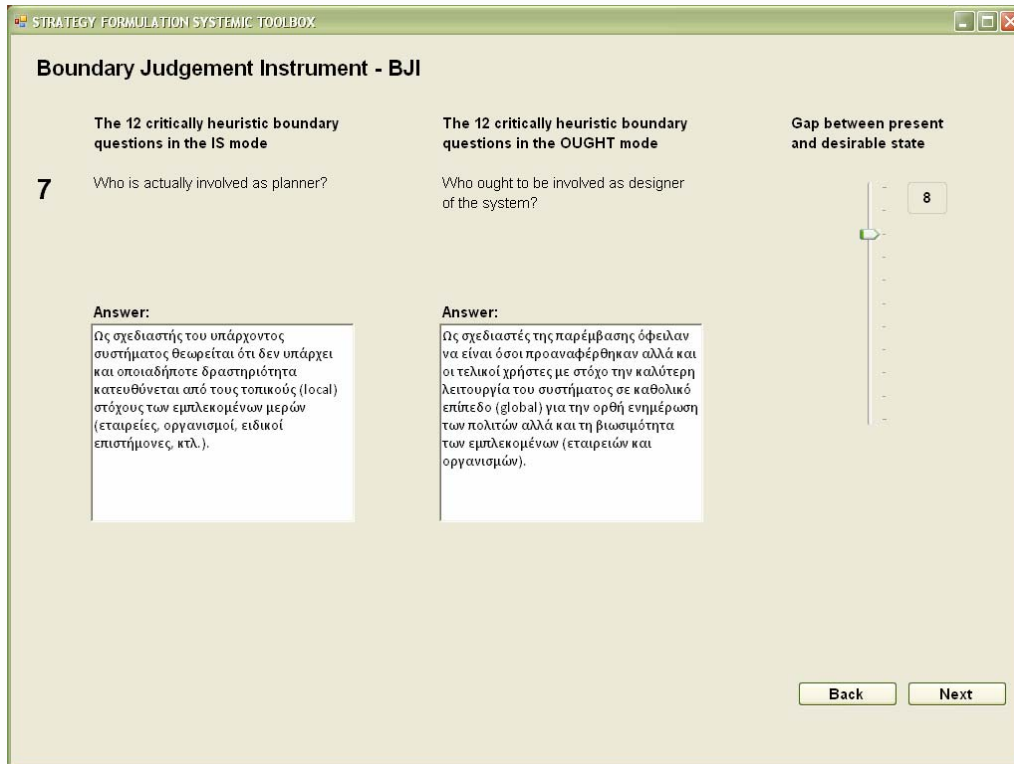 STRATEGY FORMULATION SYSTEMIC TOOLBOX
Boundary Judgement Instrument - BJI
The 12 critically heuristic boundary
questions in the IS mode
The 12 critically heuristic boundary
questions in the OUGHT mode
Gap between present
and desirable state
7
Who is actually involved as planner?
Who ought to be involved as designer
of the system?
8
Answer:
Ως σχεδιαστής του υπάρχοντος
συστήματος θεωρείται ότι δεν υπάρχει
και οποιαδήποτε δραστηριότητα
κατευθύνεται από τους τοπικούς (local)
στόχους των εμπλεκομένων μερών
(εταιρείες, οργανισμοί, ειδικοί
επιστήμονες, κτλ.).
Answer:
Ως σχεδιαστές της παρέμβασης όφειλαν
να είναι όσοι προαναφέρθηκαν αλλά και
οι τελικοί χρήστες με στόχο την καλύτερη
λειτουργία του συστήματος σε καθολικό
επίπεδο (global) για την ορθή ενημέρωση
των πολιτών αλλά και τη βιωσιμότητα
των εμπλεκομένων (εταιρειών και
οργανισμών).
Back
Next